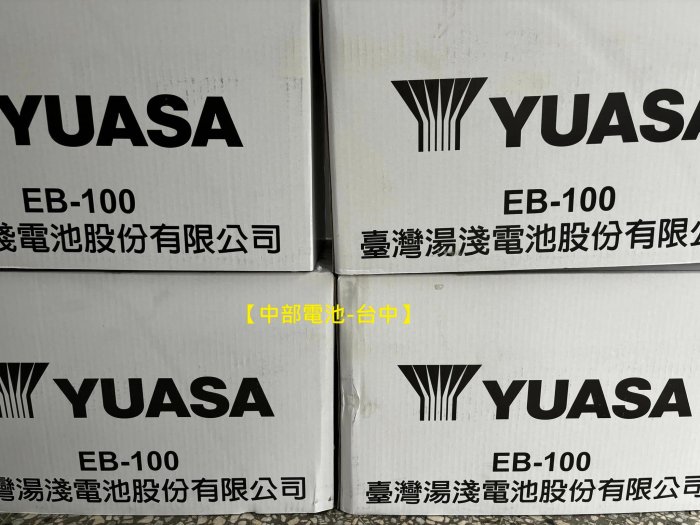 YUASA
EB-100
淺電池股份有限公司
YUASA
EB-100
臺灣湯淺電池股份有限
【中部電池-台中】
YUASA
EB-100
灣湯淺電池股份有限公司
YUASA
EB-100
臺灣湯淺電池股份有限公司